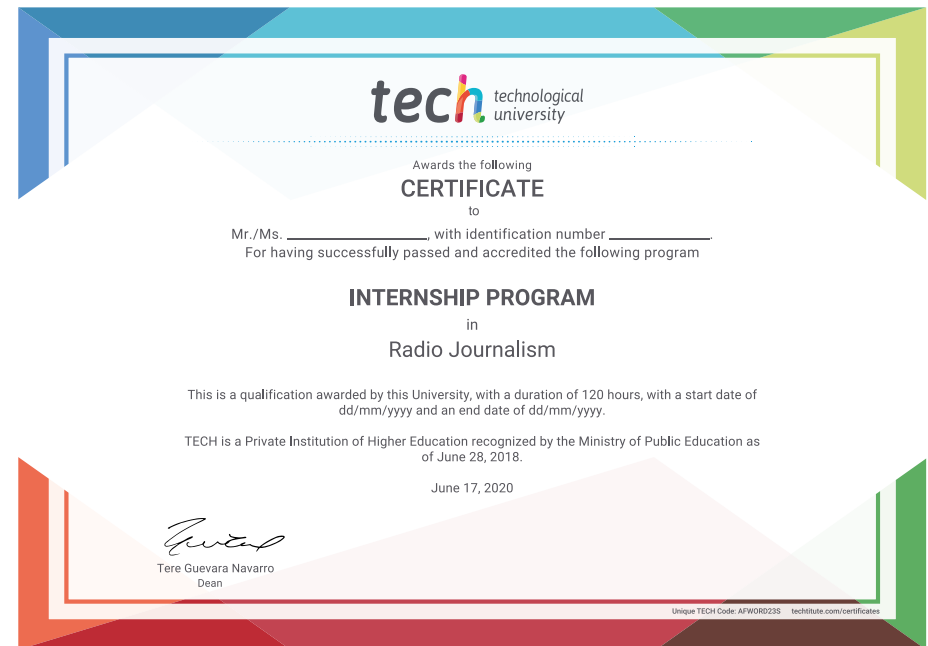 tech technological
university
Awards the following
CERTIFICATE
to
Mr./Ms. ____________________, with identification number ______________.
For having successfully passed and accredited the following program
INTERNSHIP PROGRAM
in
Radio Journalism
This is a qualification awarded by this University, with a duration of 120 hours, with a start date of
dd/mm/yyyy and an end date of dd/mm/yyyy.
TECH is a Private Institution of Higher Education recognized by the Ministry of Public Education as
of June 28, 2018.
June 17, 2020
Tere Guevara Navarro
Dean
Unique TECH Code: AFWORD23S techtitute.com/certificates